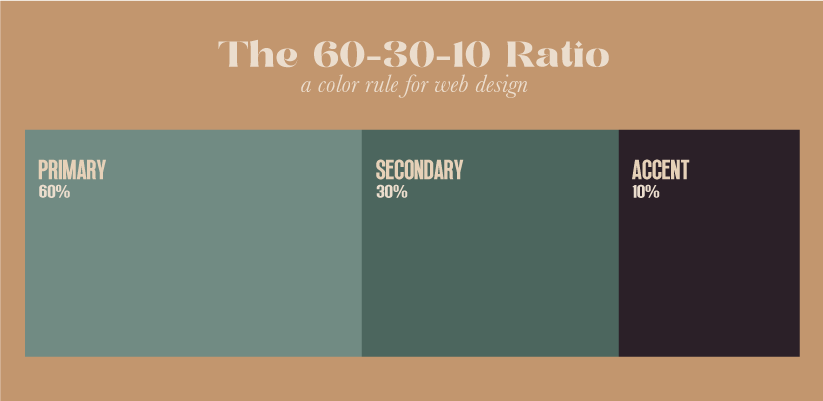 The 60-30-10 Ratio
a color rule for web design
PRIMARY
60%
SECONDARY
30%
ACCENT
10%